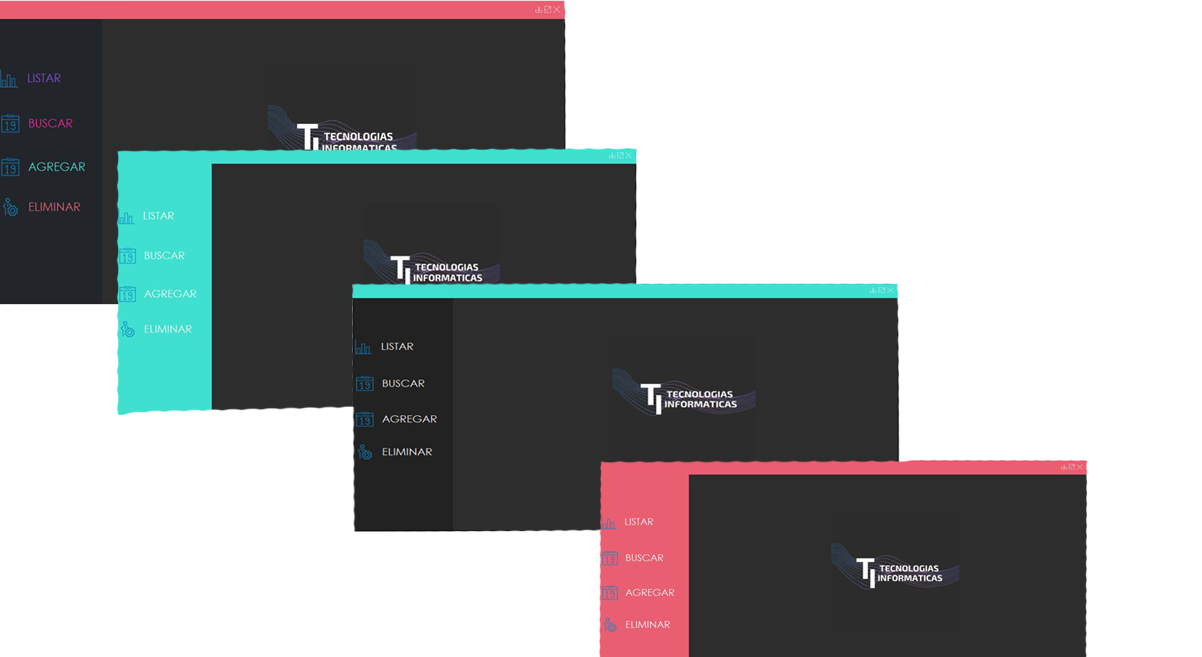 LISTAR
BUSCAR
19
AGREGAR
19
ELIMINAR
TI TECNOLOGIAS
INFORMATICAS
LISTAR
BUSCAR
19
AGREGAR
19
ELIMINAR
TI TECNOLOGIAS
INFORMATICAS
LISTAR
BUSCAR
19
AGREGAR
19
ELIMINAR
TI TECNOLOGIAS
INFORMATICAS
LISTAR
BUSCAR
19
AGREGAR
19
ELIMINAR
TI TECNOLOGIAS
INFORMATICAS